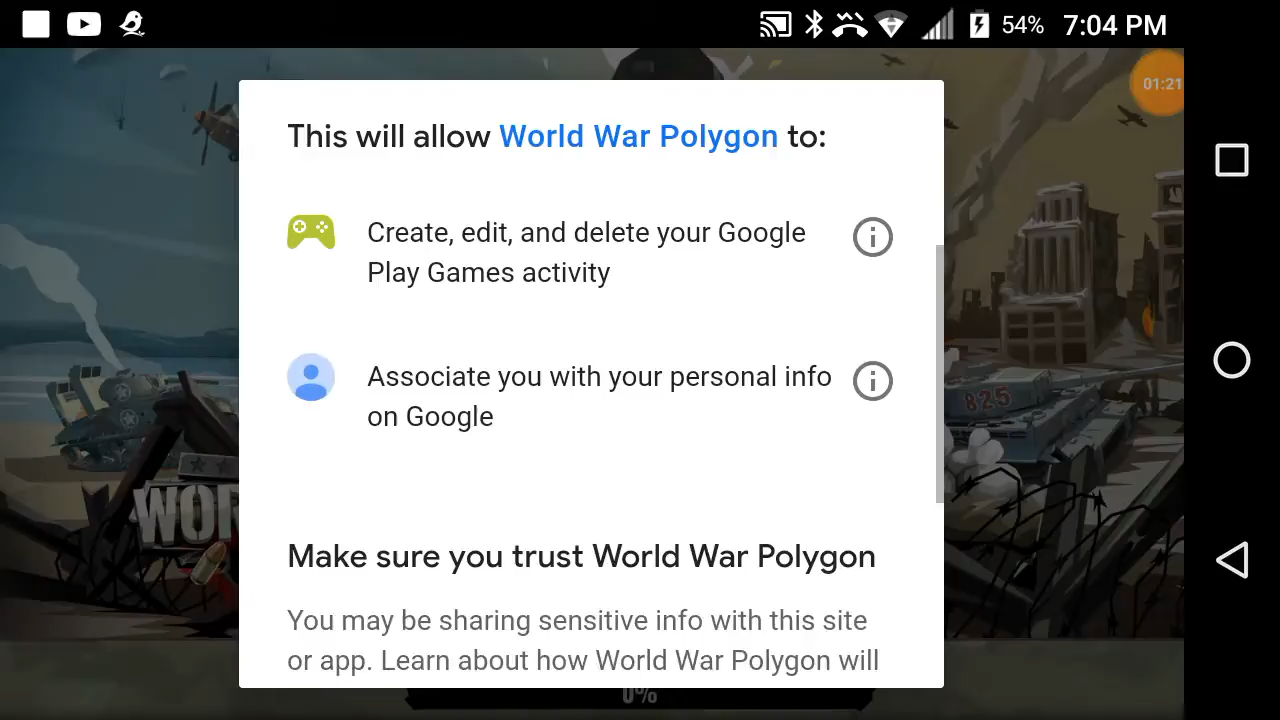 54% 7:04 PM
01:21
This will allow World War Polygon to:
Create, edit, and delete your Google
Play Games activity
Associate you with your personal info
on Google
825
WOR
Make sure you trust World War Polygon
You may be sharing sensitive info with this site
or app. Learn about how World War Polygon will
0%